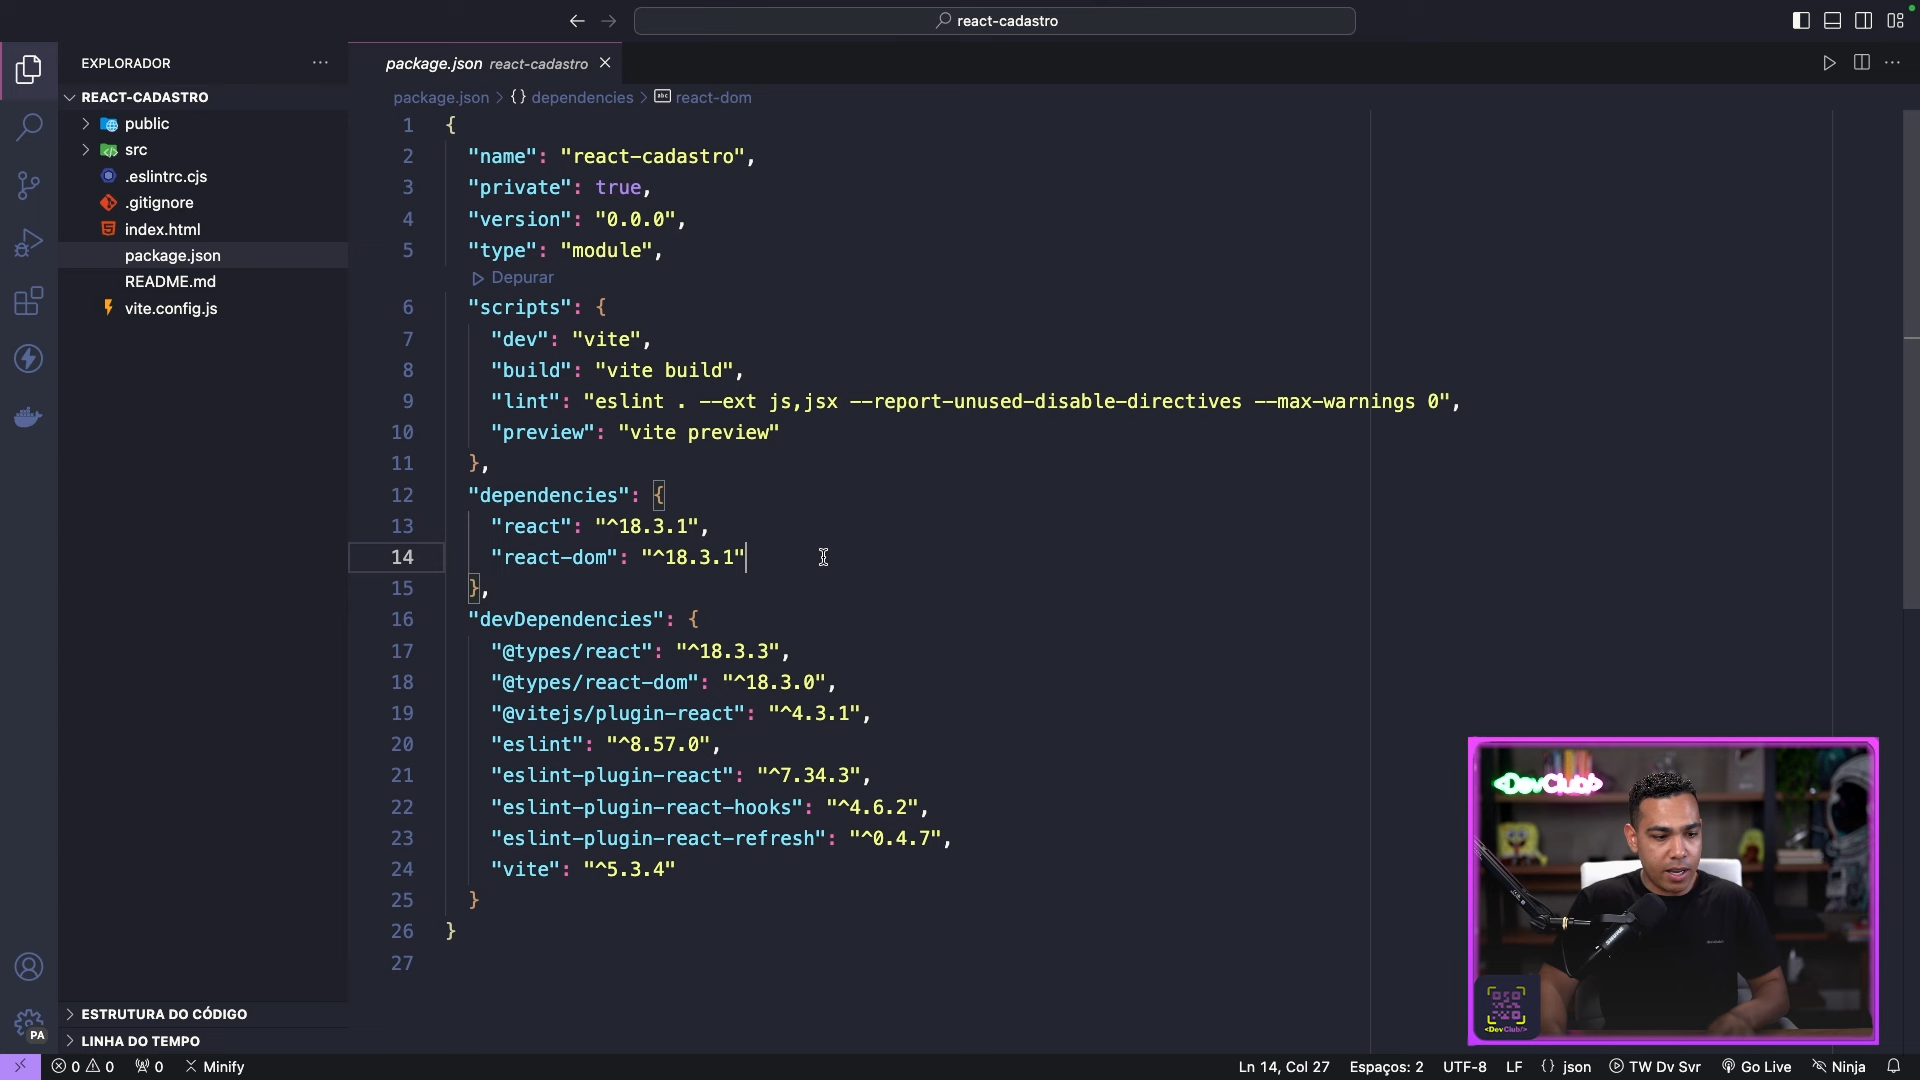 react-cadastro
EXPLORADOR
package.json react-cadastro
REACT-CADASTRO
package.json > {} dependencies > abc react-dom
public
src
.eslintrc.cjs
.gitignore
index.html
package.json
README.md
vite.config.js
1 {
2 "name": "react-cadastro",
3 "private": true,
4 "version": "0.0.0",
5 "type": "module",
Depurar
6 "scripts": {
7 "dev": "vite",
8 "build": "vite build",
9 "lint": "eslint . --ext js,jsx --report-unused-disable-directives --max-warnings 0",
10 "preview": "vite preview"
11 },
12 "dependencies": {
13 "react": "^18.3.1",
14 "react-dom": "^18.3.1"
15 },
16 "devDependencies": {
17 "@types/react": "^18.3.3",
18 "@types/react-dom": "^18.3.0",
19 "@vitejs/plugin-react": "^4.3.1",
20 "eslint": "^8.57.0",
21 "eslint-plugin-react": "^7.34.3",
22 "eslint-plugin-react-hooks": "^4.6.2",
23 "eslint-plugin-react-refresh": "^0.4.7",
24 "vite": "^5.3.4"
25 }
26 }
27
<DevClub/>
<DevClub/>
ESTRUTURA DO CÓDIGO
LINHA DO TEMPO
PA
0 0 0 Minify
Ln 14, Col 27 Espaços: 2 UTF-8 LF {} json TW Dv Svr Go Live Ninja